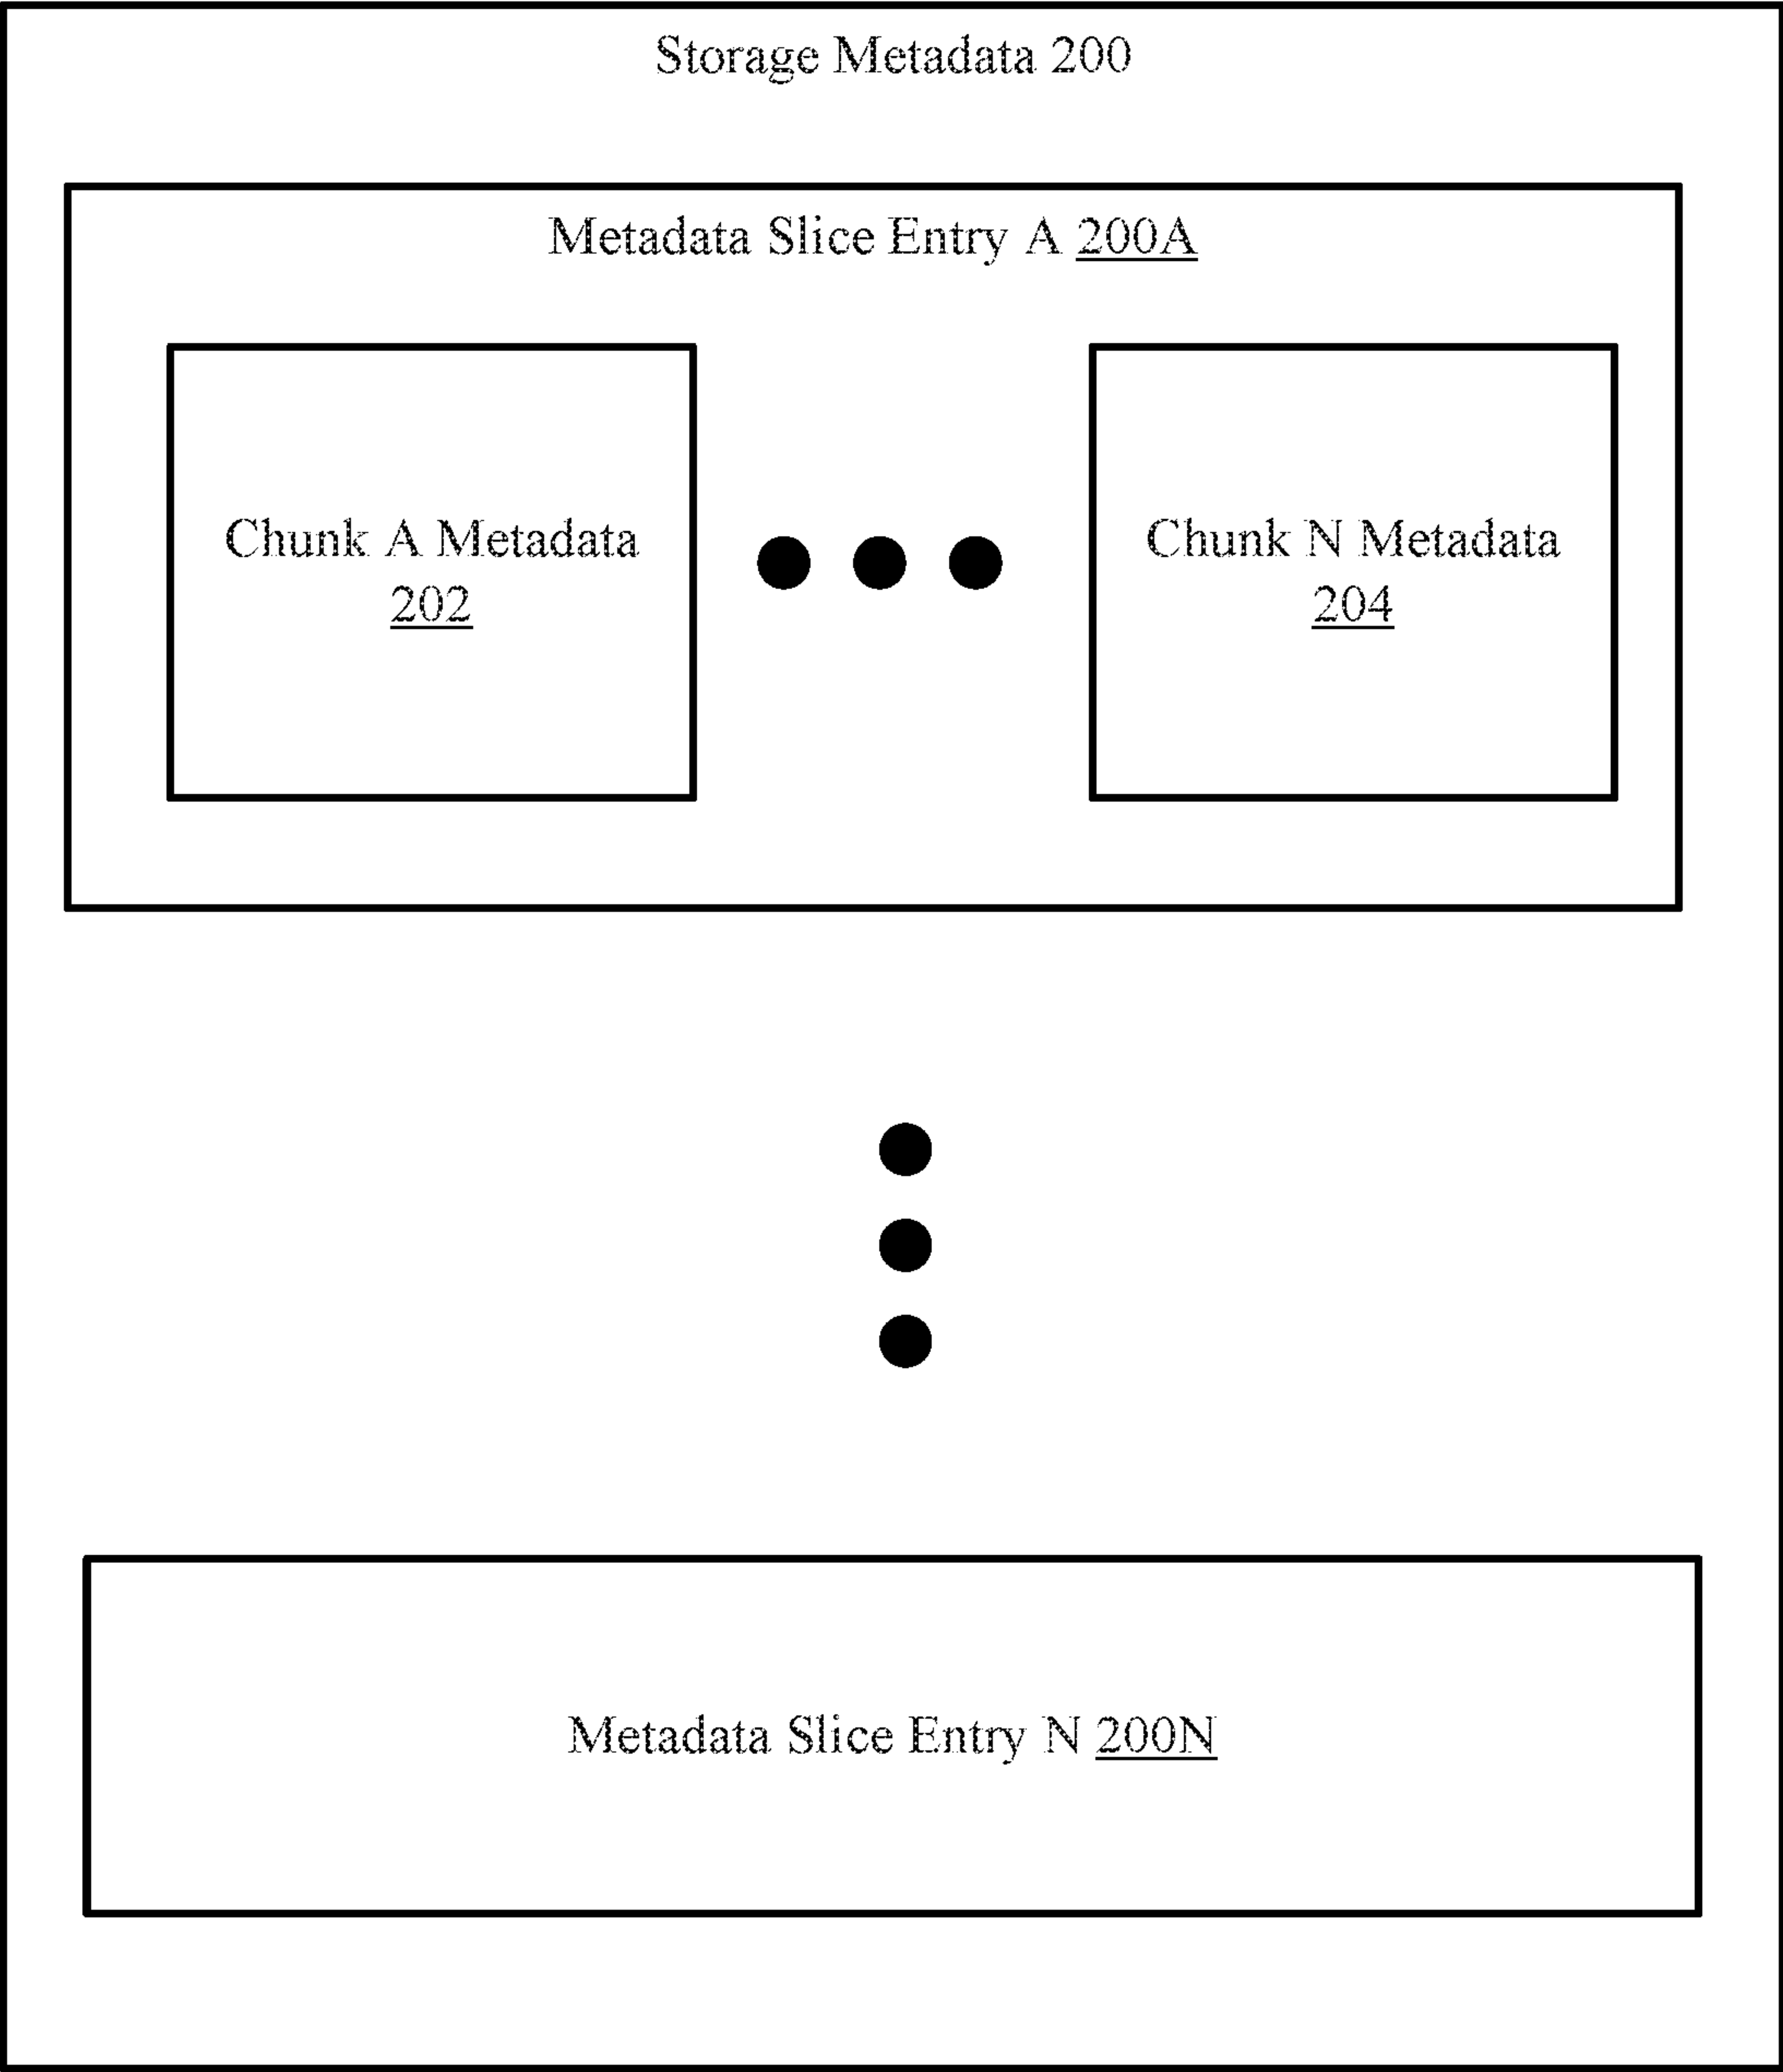 Storage Metadata 200
Metadata Slice Entry A 200A
Chunk A Metadata
202
Chunk N Metadata
204
Metadata Slice Entry N 200N